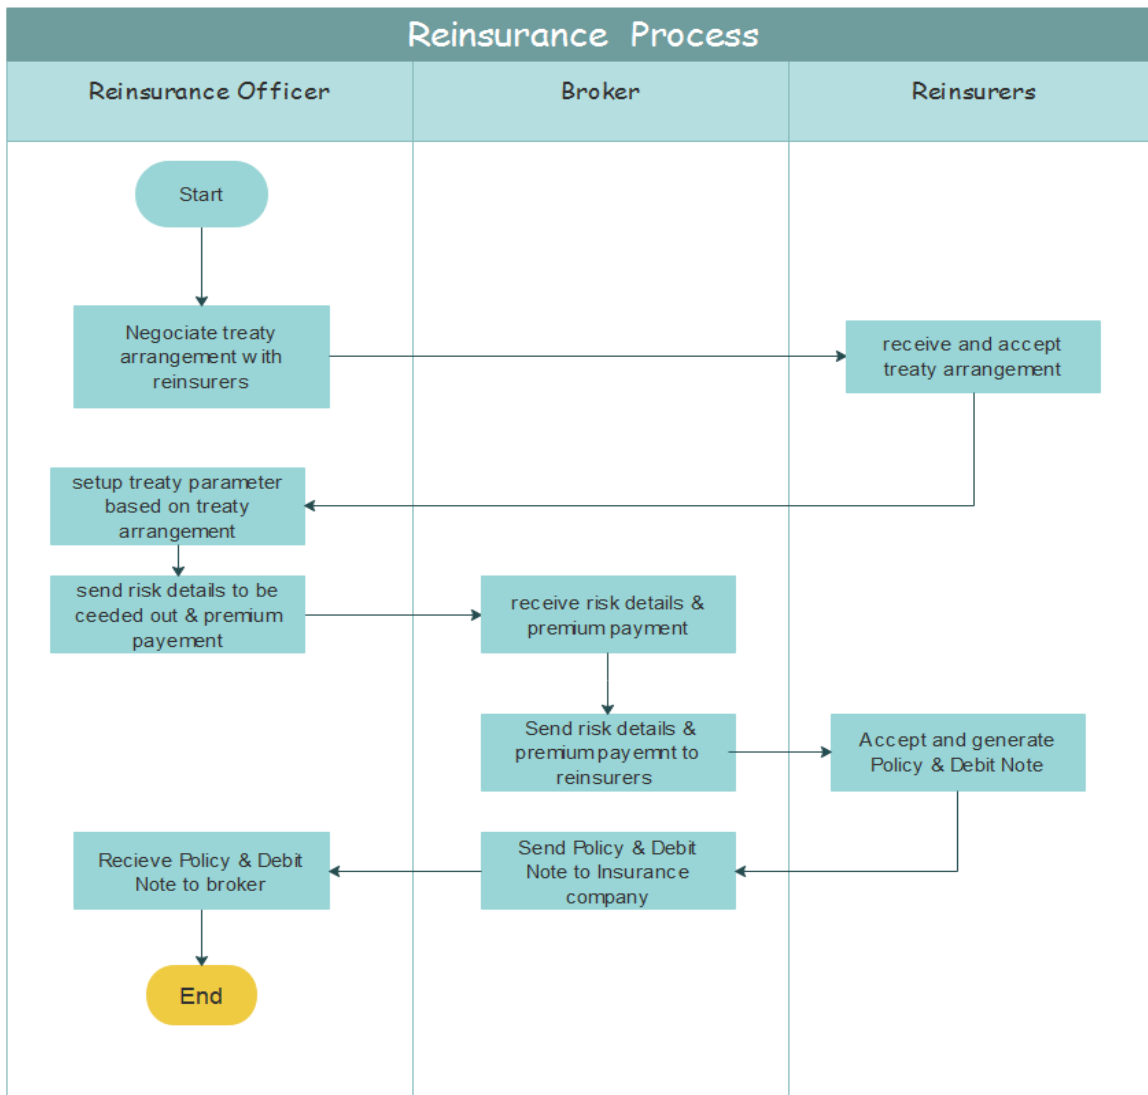 Reinsurance Process
Reinsurance Officer
Broker
Reinsurers
Start
Negociate treaty
arrangement with
reinsurers
receive and accept
treaty arrangement
setup treaty parameter
based on treaty
arrangement
send risk details to be
ceeded out & premium
payement
receive risk details &
premium payment
Send risk details &
premium payemnt to
reinsurers
Accept and generate
Policy & Debit Note
Send Policy & Debit
Note to Insurance
company
Recieve Policy & Debit
Note to broker
End